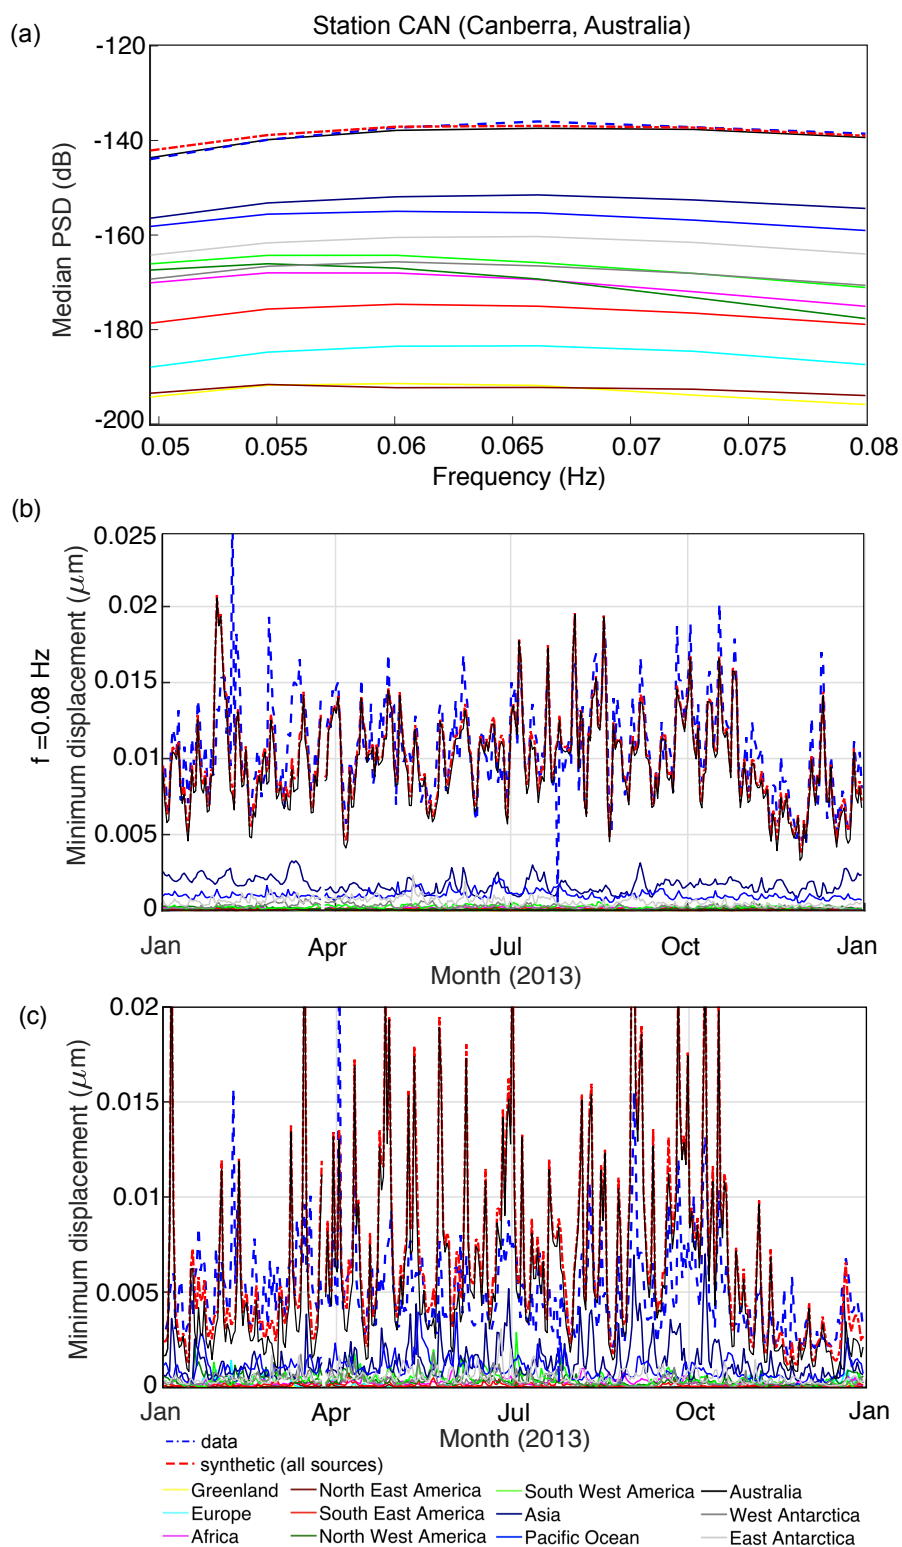 (a)
Station CAN (Canberra, Australia)
Median PSD (dB)
-120
-140
-160
-180
-200
0.05 0.055 0.06 0.065 0.07 0.075 0.08
Frequency (Hz)
(b)
f =0.08 Hz
Minimum displacement (μm)
0.025
0.02
0.015
0.01
0.005
0
Jan Apr Jul Oct Jan
Month (2013)
(c)
Minimum displacement (μm)
0.02
0.015
0.01
0.005
0
Jan Apr Jul Oct Jan
Month (2013)
data
synthetic (all sources)
Greenland North East America South West America Australia
Europe South East America Asia West Antarctica
Africa North West America Pacific Ocean East Antarctica